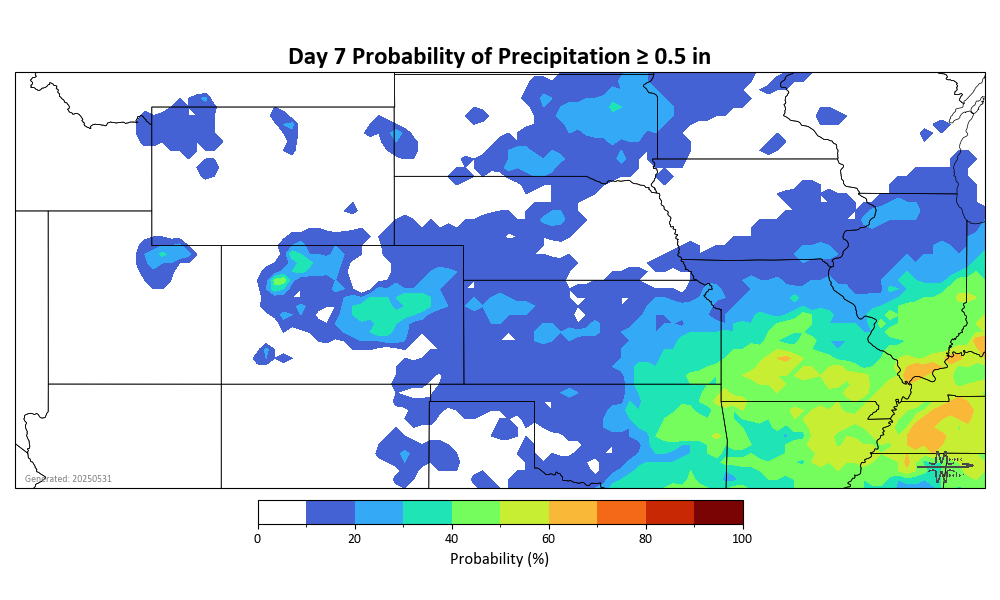 Day 7 Probability of Precipitation ≥ 0.5 in
Generated: 20250531
0 20 40 60 80 100
Probability (%)